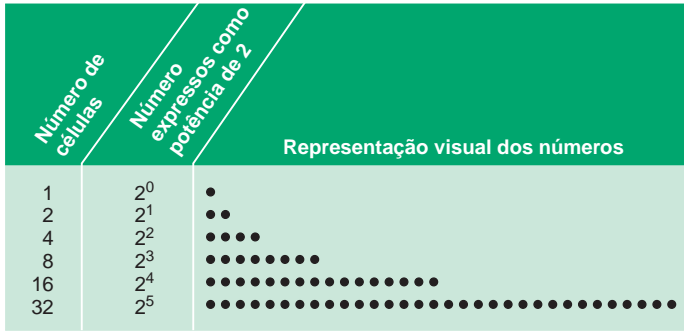 Número de
células
Número
expressos como
potência de 2
Representação visual dos números
1 2⁰
2 2¹
4 2²
8 2³
16 2⁴
32 2⁵